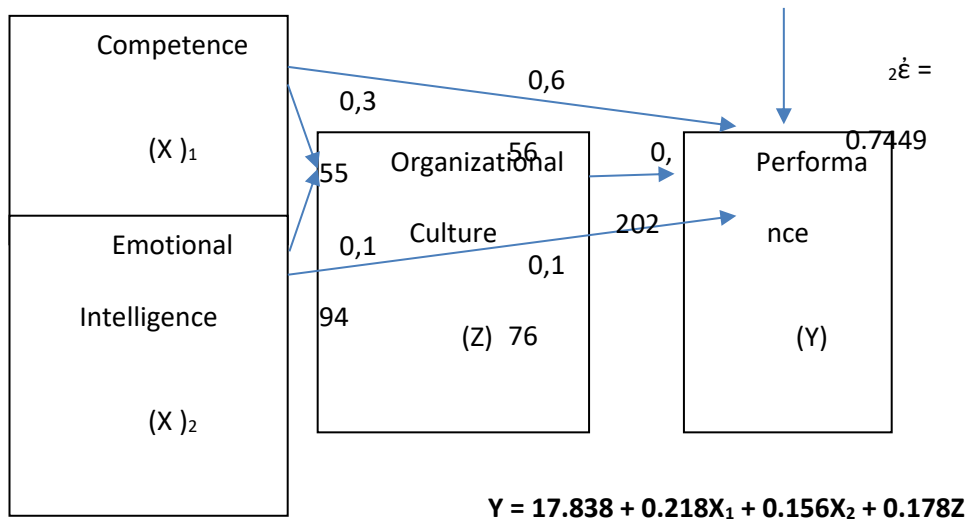 Competence
(X )₁
0,3
55
0,6
56
₂ἐ =
0.7449
Organizational
Culture
(Z)
0,
202
Performa
nce
(Y)
Emotional
Intelligence
(X )₂
0,1
94
0,1
76
Y = 17.838 + 0.218X₁ + 0.156X₂ + 0.178Z